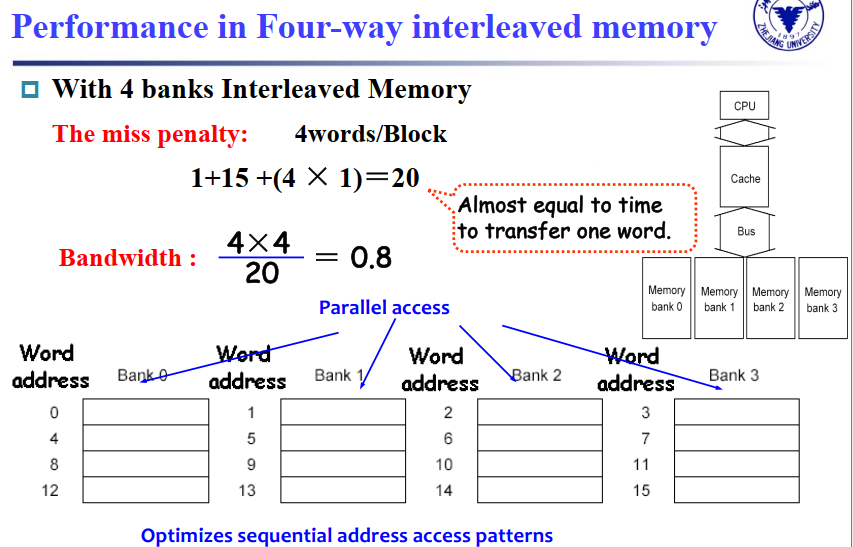 Performance in Four-way interleaved memory
ZHEJIANG UNIVERSITY
1897
With 4 banks Interleaved Memory
The miss penalty: 4words/Block
1+15 +(4 × 1)=20
Almost equal to time
to transfer one word.
Bandwidth : 4×4 / 20 = 0.8
CPU
Cache
Bus
Memory bank 0
Memory bank 1
Memory bank 2
Memory bank 3
Parallel access
Word address Bank 0 Word address Bank 1 Word address Bank 2 Word address Bank 3
0 1 2 3
4 5 6 7
8 9 10 11
12 13 14 15
Optimizes sequential address access patterns